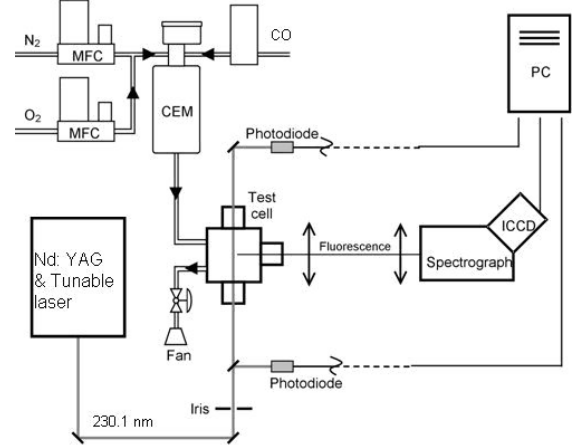 N2
MFC
CO
O2
MFC
CEM
PC
Photodiode
Test
cell
ICCD
Fluorescence
Spectrograph
Nd: YAG
& Tunable
laser
Fan
Photodiode
Iris
230.1 nm